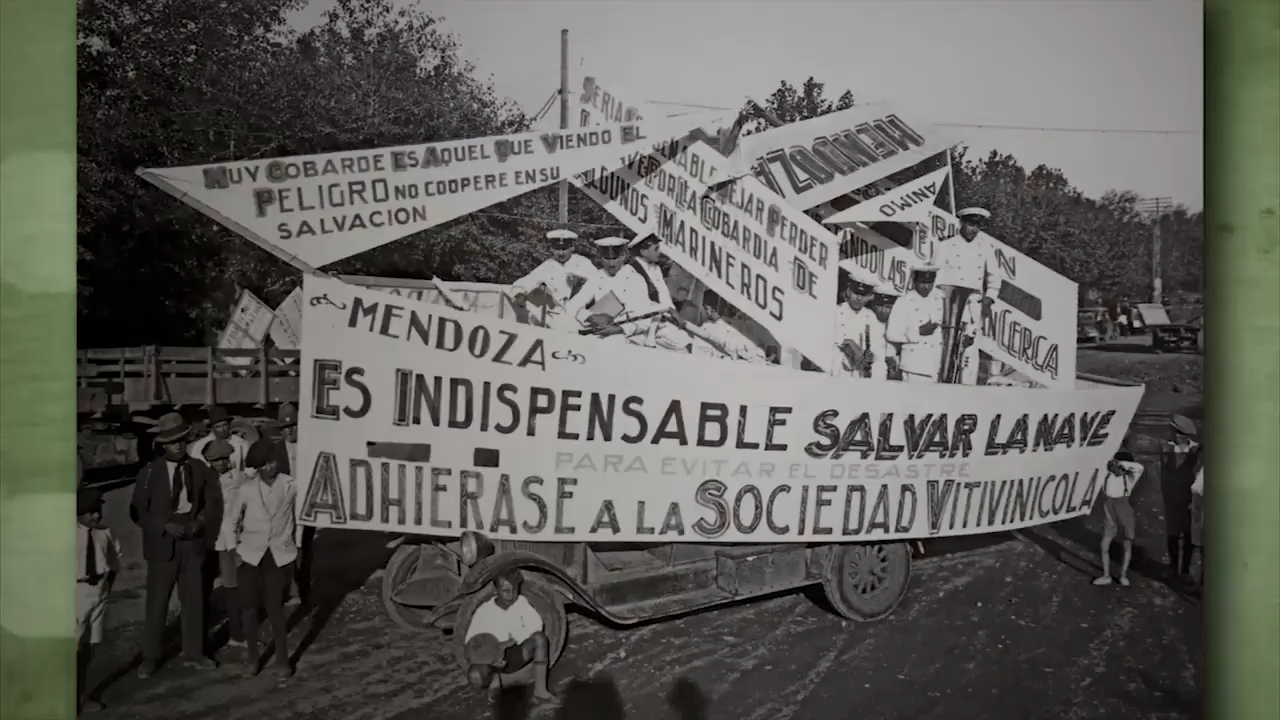 MUY COBARDE ES AQUEL QUE VIENDO EL
PELIGRO NO COOPERE EN SU
SALVACION
SERIA
VER POR LA COBARDIA DE
ALGUNOS MARINEROS
DEJAR PERDER
MENDOZA
ANIMO
CERCA
MENDOZA
ES INDISPENSABLE SALVAR LA NAVE
PARA EVITAR EL DESASTRE
ADHIERASE A LA SOCIEDAD VITIVINICOLA